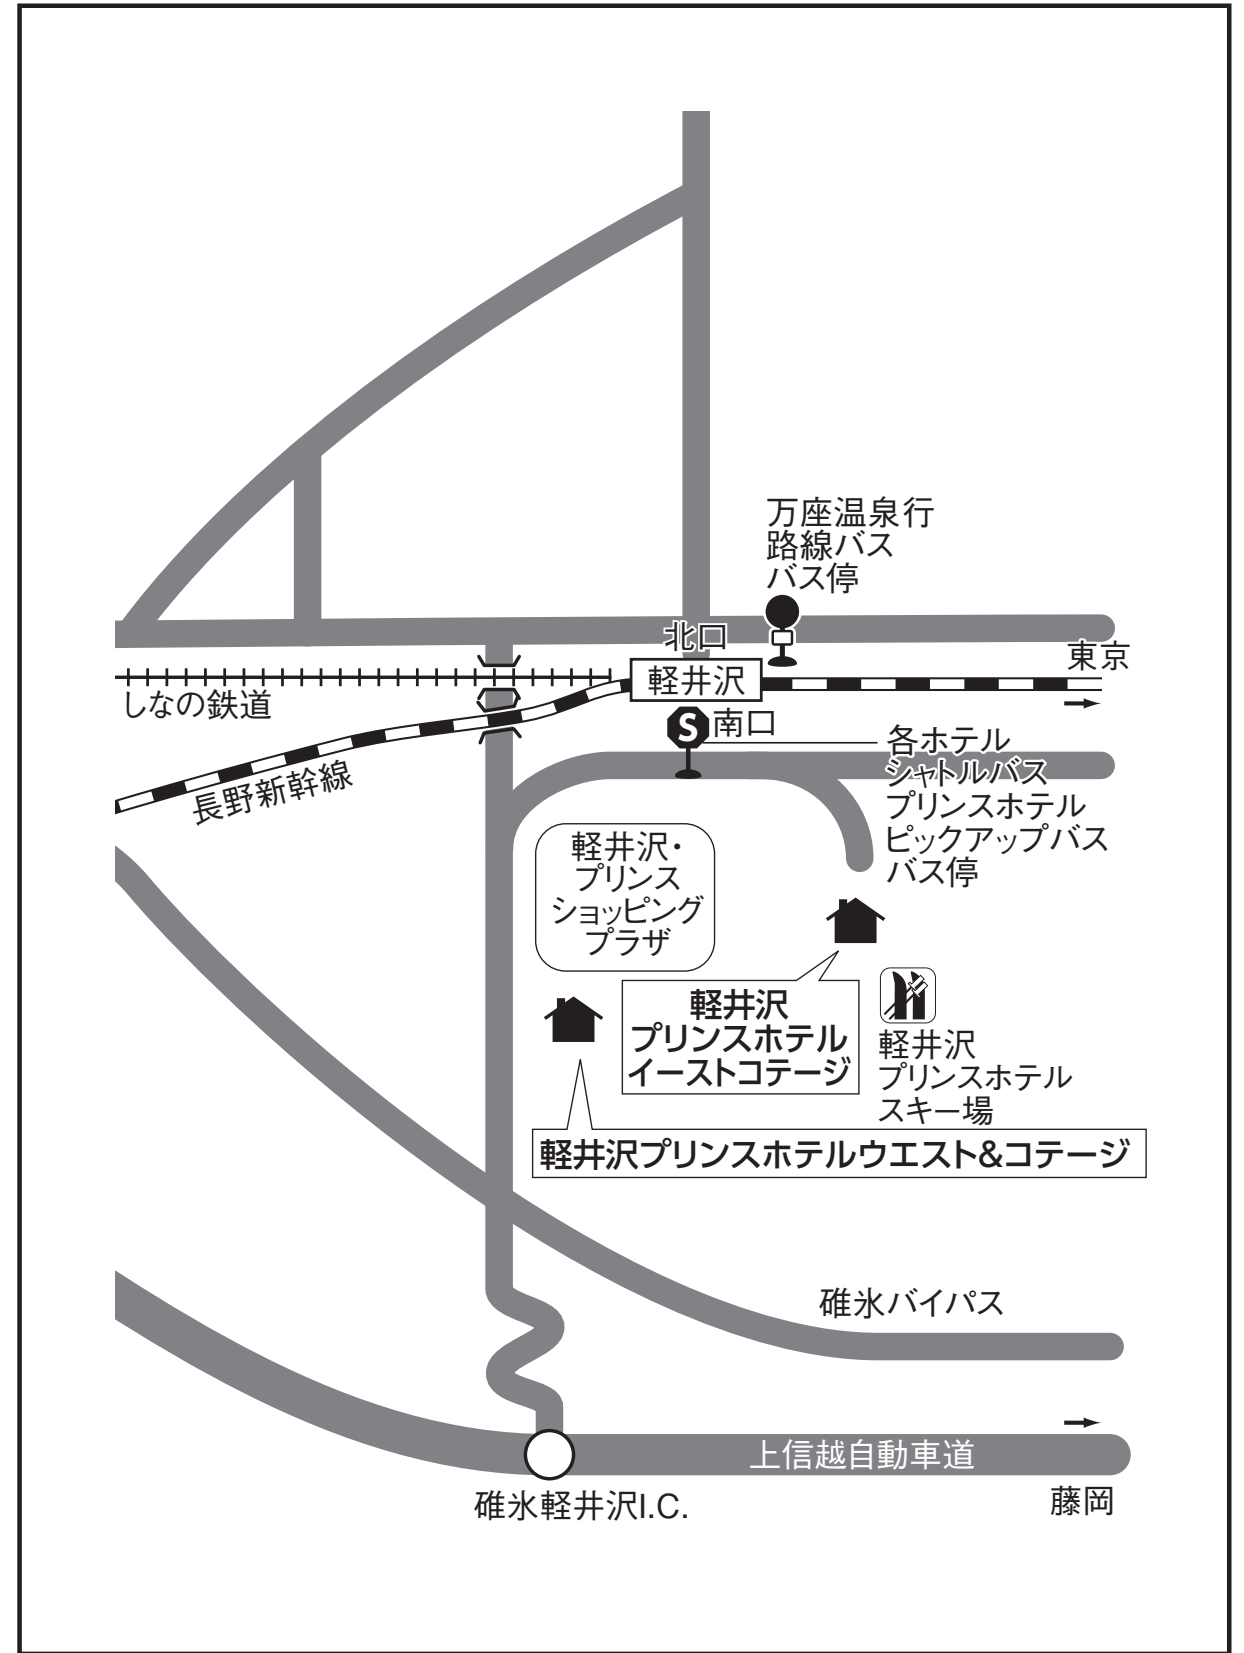 万座温泉行
路線バス
バス停
北口
東京
軽井沢
しなの鉄道
S
南口
各ホテル
シャトルバス
プリンスホテル
ピックアップバス
バス停
長野新幹線
軽井沢・
プリンス
ショッピング
プラザ
軽井沢
プリンスホテル
イーストコテージ
軽井沢
プリンスホテル
スキー場
軽井沢プリンスホテルウエスト&コテージ
碓氷バイパス
上信越自動車道
碓氷軽井沢I.C.
藤岡